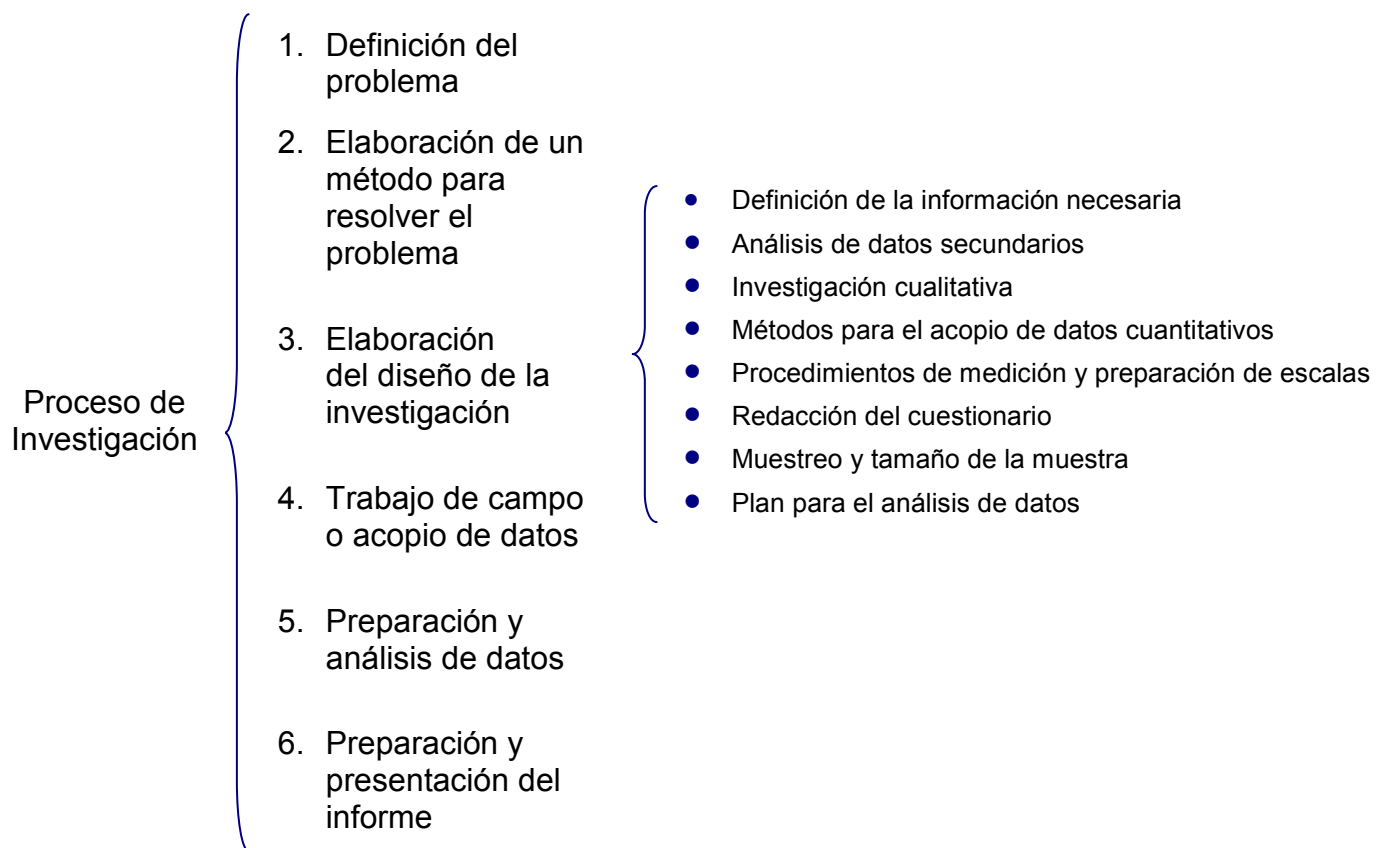 Proceso de
Investigación
1. Definición del
problema
2. Elaboración de un
método para
resolver el
problema
3. Elaboración
del diseño de la
investigación
4. Trabajo de campo
o acopio de datos
5. Preparación y
análisis de datos
6. Preparación y
presentación del
informe
• Definición de la información necesaria
• Análisis de datos secundarios
• Investigación cualitativa
• Métodos para el acopio de datos cuantitativos
• Procedimientos de medición y preparación de escalas
• Redacción del cuestionario
• Muestreo y tamaño de la muestra
• Plan para el análisis de datos